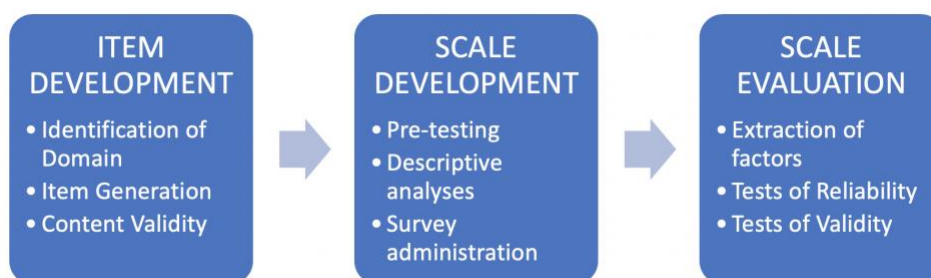 ITEM
DEVELOPMENT
• Identification of
Domain
• Item Generation
• Content Validity
SCALE
DEVELOPMENT
• Pre-testing
• Descriptive
analyses
• Survey
administration
SCALE
EVALUATION
• Extraction of
factors
• Tests of Reliability
• Tests of Validity